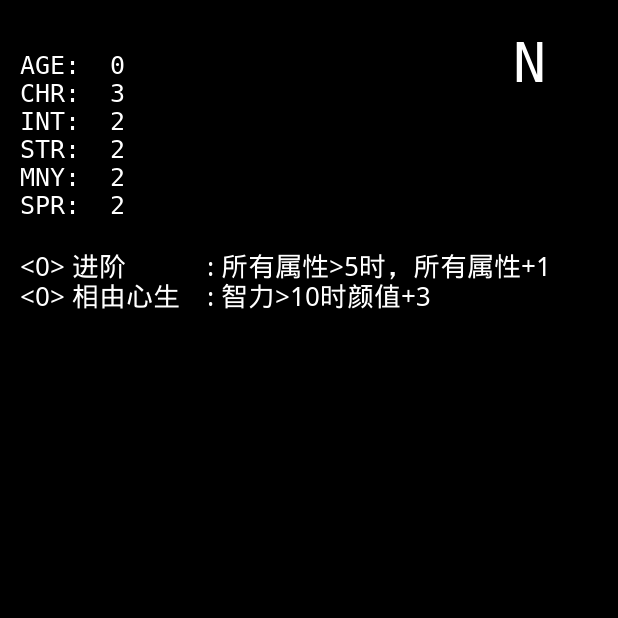 N
AGE: 0
CHR: 3
INT: 2
STR: 2
MNY: 2
SPR: 2
<0> 进阶 : 所有属性>5时，所有属性+1
<0> 相由心生 : 智力>10时颜值+3